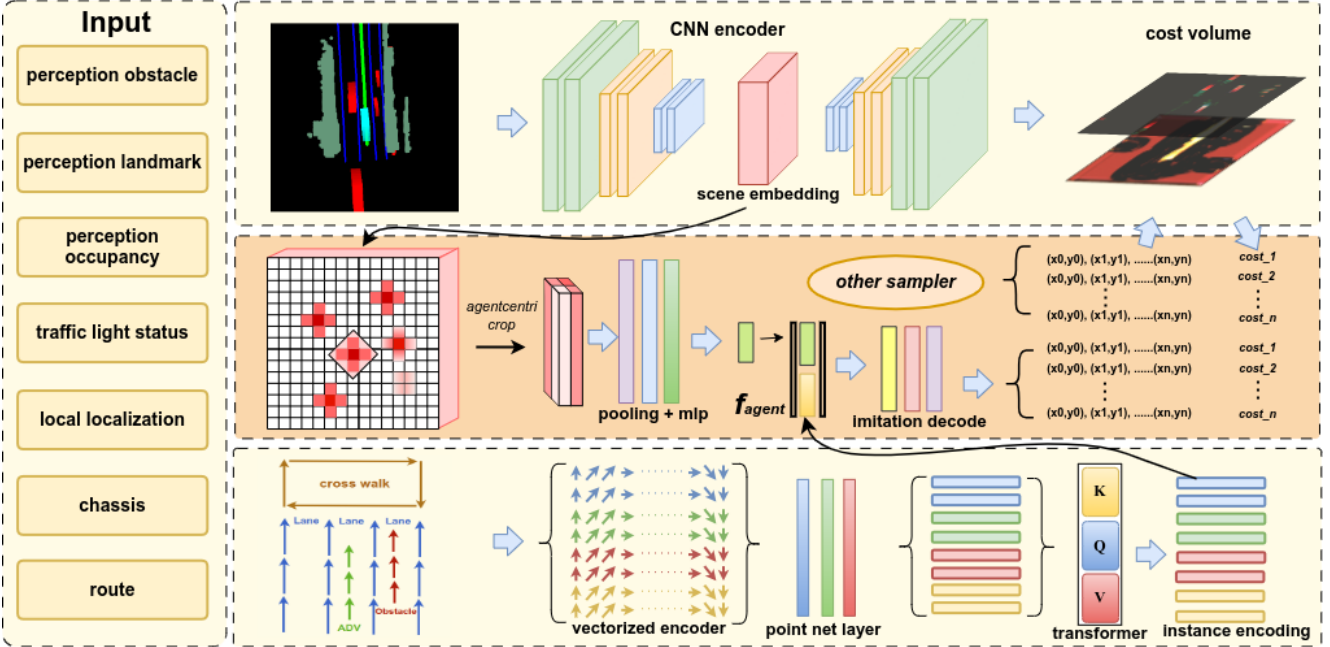 Input
perception obstacle
perception landmark
perception
occupancy
traffic light status
local localization
chassis
route
CNN encoder
cost volume
scene embedding
agentcentri
crop
pooling + mlp
f agent
other sampler
imitation decode
(x0,y0), (x1,y1), ......(xn,yn) cost_1
(x0,y0), (x1,y1), ......(xn,yn) cost_2
(x0,y0), (x1,y1), ......(xn,yn) cost_n
(x0,y0), (x1,y1), ......(xn,yn) cost_1
(x0,y0), (x1,y1), ......(xn,yn) cost_2
(x0,y0), (x1,y1), ......(xn,yn) cost_n
cross walk
Lane Lane Lane
Obstacle
ADV
vectorized encoder
point net layer
K
Q
V
transformer
instance encoding